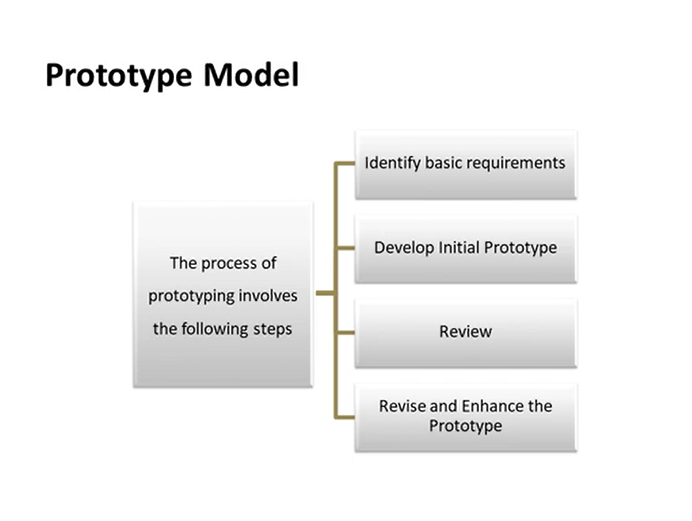 Prototype Model
The process of
prototyping involves
the following steps
Identify basic requirements
Develop Initial Prototype
Review
Revise and Enhance the
Prototype